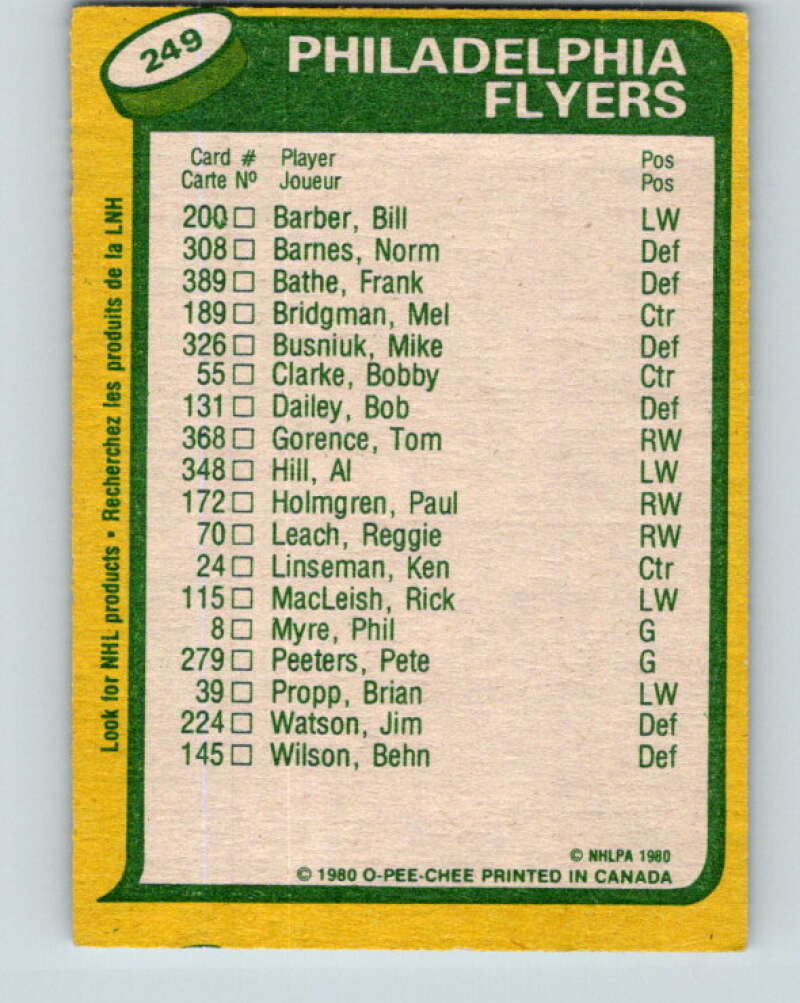 249
PHILADELPHIA
FLYERS
Card # Player Pos
Carte Nº Joueur Pos
200 □ Barber, Bill LW
308 □ Barnes, Norm Def
389 □ Bathe, Frank Def
189 □ Bridgman, Mel Ctr
326 □ Busniuk, Mike Def
55 □ Clarke, Bobby Ctr
131 □ Dailey, Bob Def
368 □ Gorence, Tom RW
348 □ Hill, Al LW
172 □ Holmgren, Paul RW
70 □ Leach, Reggie RW
24 □ Linseman, Ken Ctr
115 □ MacLeish, Rick LW
8 □ Myre, Phil G
279 □ Peeters, Pete G
39 □ Propp, Brian LW
224 □ Watson, Jim Def
145 □ Wilson, Behn Def
© NHLPA 1980
© 1980 O-PEE-CHEE PRINTED IN CANADA
Look for NHL products • Recherchez les produits de la LNH